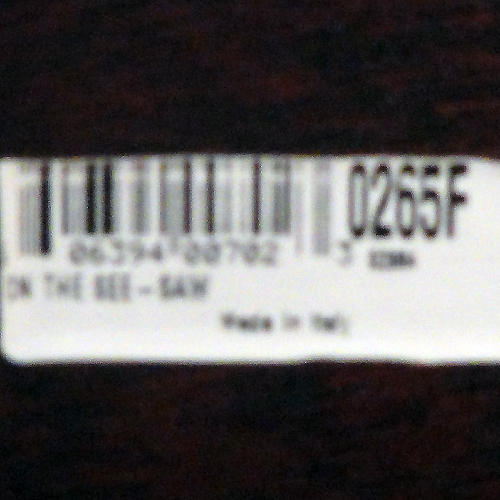 0265F
06394 00702 3
ON THE SEE-SAW
Made in Italy